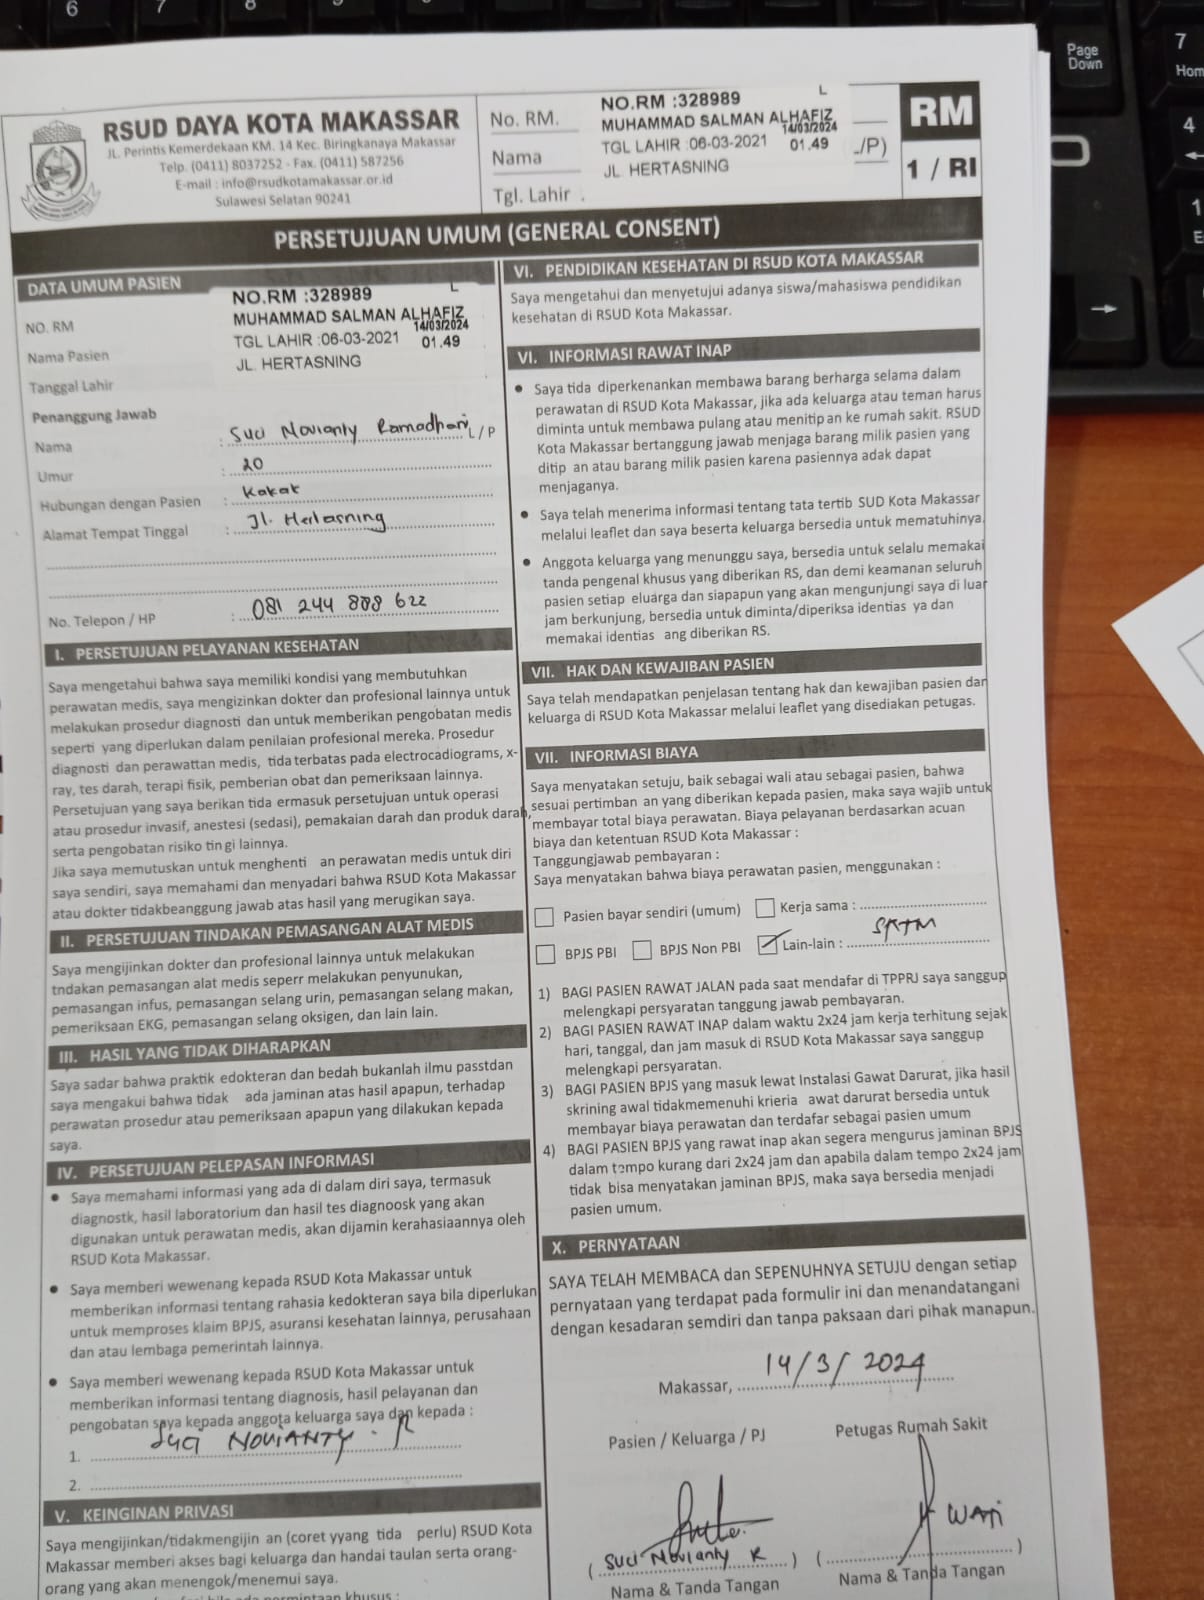 RSUD DAYA KOTA MAKASSAR
JL. Perintis Kemerdekaan KM. 14 Kec. Biringkanaya Makassar
Telp. (0411) 8037252 - Fax. (0411) 587256
E-mail : info@rsudkotamakassar.or.id
Sulawesi Selatan 90241
No. RM.
Nama
Tgl. Lahir
NO.RM :328989 L
MUHAMMAD SALMAN ALHAFIZ
14/03/2024
TGL LAHIR :06-03-2021 01.49
JL. HERTASNING
/P)
RM
1 / RI
PERSETUJUAN UMUM (GENERAL CONSENT)
DATA UMUM PASIEN
NO. RM
Nama Pasien
Tanggal Lahir
NO.RM :328989 L
MUHAMMAD SALMAN ALHAFIZ
14/03/2024
TGL LAHIR :06-03-2021 01.49
JL. HERTASNING
Penanggung Jawab
Nama : Suci Novianty Ramadhani L / P
Umur : 20
Hubungan dengan Pasien : Kakak
Alamat Tempat Tinggal : Jl. Hertasning
No. Telepon / HP : 081 244 888 622
I. PERSETUJUAN PELAYANAN KESEHATAN
Saya mengetahui bahwa saya memiliki kondisi yang membutuhkan
perawatan medis, saya mengizinkan dokter dan profesional lainnya untuk
melakukan prosedur diagnosti dan untuk memberikan pengobatan medis
seperti yang diperlukan dalam penilaian profesional mereka. Prosedur
diagnosti dan perawattan medis, tida terbatas pada electrocadiograms, x-
ray, tes darah, terapi fisik, pemberian obat dan pemeriksaan lainnya.
Persetujuan yang saya berikan tida ermasuk persetujuan untuk operasi
atau prosedur invasif, anestesi (sedasi), pemakaian darah dan produk darah,
serta pengobatan risiko tin gi lainnya.
Jika saya memutuskan untuk menghenti an perawatan medis untuk diri
saya sendiri, saya memahami dan menyadari bahwa RSUD Kota Makassar
atau dokter tidakbeanggung jawab atas hasil yang merugikan saya.
II. PERSETUJUAN TINDAKAN PEMASANGAN ALAT MEDIS
Saya mengijinkan dokter dan profesional lainnya untuk melakukan
tndakan pemasangan alat medis seperr melakukan penyunukan,
pemasangan infus, pemasangan selang urin, pemasangan selang makan,
pemeriksaan EKG, pemasangan selang oksigen, dan lain lain.
III. HASIL YANG TIDAK DIHARAPKAN
Saya sadar bahwa praktik edokteran dan bedah bukanlah ilmu passtdan
saya mengakui bahwa tidak ada jaminan atas hasil apapun, terhadap
perawatan prosedur atau pemeriksaan apapun yang dilakukan kepada
saya.
IV. PERSETUJUAN PELEPASAN INFORMASI
• Saya memahami informasi yang ada di dalam diri saya, termasuk
diagnostk, hasil laboratorium dan hasil tes diagnoosk yang akan
digunakan untuk perawatan medis, akan dijamin kerahasiaannya oleh
RSUD Kota Makassar.
• Saya memberi wewenang kepada RSUD Kota Makassar untuk
memberikan informasi tentang rahasia kedokteran saya bila diperlukan
untuk memproses klaim BPJS, asuransi kesehatan lainnya, perusahaan
dan atau lembaga pemerintah lainnya.
• Saya memberi wewenang kepada RSUD Kota Makassar untuk
memberikan informasi tentang diagnosis, hasil pelayanan dan
pengobatan saya kepada anggota keluarga saya dan kepada :
1. Suci NOVIANTY . R
2.
V. KEINGINAN PRIVASI
Saya mengijinkan/tidakmengijin an (coret yyang tida perlu) RSUD Kota
Makassar memberi akses bagi keluarga dan handai taulan serta orang-
orang yang akan menengok/menemui saya.
VI. PENDIDIKAN KESEHATAN DI RSUD KOTA MAKASSAR
Saya mengetahui dan menyetujui adanya siswa/mahasiswa pendidikan
kesehatan di RSUD Kota Makassar.
VI. INFORMASI RAWAT INAP
• Saya tida diperkenankan membawa barang berharga selama dalam
perawatan di RSUD Kota Makassar, jika ada keluarga atau teman harus
diminta untuk membawa pulang atau menitip an ke rumah sakit. RSUD
Kota Makassar bertanggung jawab menjaga barang milik pasien yang
ditip an atau barang milik pasien karena pasiennya adak dapat
menjaganya.
• Saya telah menerima informasi tentang tata tertib SUD Kota Makassar
melalui leaflet dan saya beserta keluarga bersedia untuk mematuhinya.
• Anggota keluarga yang menunggu saya, bersedia untuk selalu memakai
tanda pengenal khusus yang diberikan RS, dan demi keamanan seluruh
pasien setiap eluarga dan siapapun yang akan mengunjungi saya di luar
jam berkunjung, bersedia untuk diminta/diperiksa identias ya dan
memakai identias ang diberikan RS.
VII. HAK DAN KEWAJIBAN PASIEN
Saya telah mendapatkan penjelasan tentang hak dan kewajiban pasien dan
keluarga di RSUD Kota Makassar melalui leaflet yang disediakan petugas.
VII. INFORMASI BIAYA
Saya menyatakan setuju, baik sebagai wali atau sebagai pasien, bahwa
sesuai pertimban an yang diberikan kepada pasien, maka saya wajib untuk
membayar total biaya perawatan. Biaya pelayanan berdasarkan acuan
biaya dan ketentuan RSUD Kota Makassar :
Tanggungjawab pembayaran :
Saya menyatakan bahwa biaya perawatan pasien, menggunakan :
Pasien bayar sendiri (umum) Kerja sama :
BPJS PBI BPJS Non PBI Lain-lain : SKTM
1) BAGI PASIEN RAWAT JALAN pada saat mendafar di TPPRJ saya sanggup
melengkapi persyaratan tanggung jawab pembayaran.
2) BAGI PASIEN RAWAT INAP dalam waktu 2x24 jam kerja terhitung sejak
hari, tanggal, dan jam masuk di RSUD Kota Makassar saya sanggup
melengkapi persyaratan.
3) BAGI PASIEN BPJS yang masuk lewat Instalasi Gawat Darurat, jika hasil
skrining awal tidakmemenuhi krieria awat darurat bersedia untuk
membayar biaya perawatan dan terdafar sebagai pasien umum
4) BAGI PASIEN BPJS yang rawat inap akan segera mengurus jaminan BPJS
dalam tempo kurang dari 2x24 jam dan apabila dalam tempo 2x24 jam
tidak bisa menyatakan jaminan BPJS, maka saya bersedia menjadi
pasien umum.
X. PERNYATAAN
SAYA TELAH MEMBACA dan SEPENUHNYA SETUJU dengan setiap
pernyataan yang terdapat pada formulir ini dan menandatangani
dengan kesadaran semdiri dan tanpa paksaan dari pihak manapun.
Makassar, 14/3/2024
Pasien / Keluarga / PJ Petugas Rumah Sakit
WATI
( Suci Novianty R ) ( )
Nama & Tanda Tangan Nama & Tanda Tangan
6
7
8
9
0
Page
Down
7
Hom
4
1
E